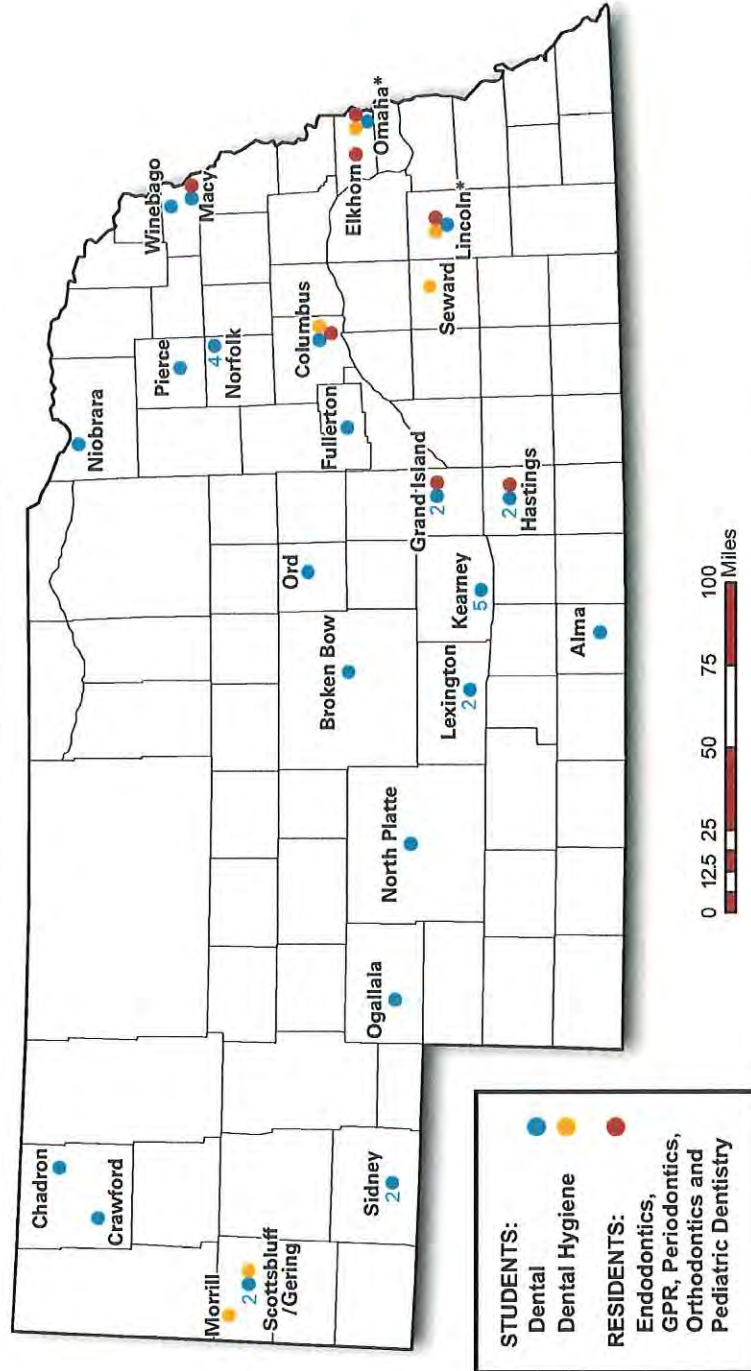 Chadron
Crawford
Morrill
2
Scottsbluff
/Gering
Sidney
2
Ogallala
North Platte
Broken Bow
Lexington
2
Ord
Kearney
5
Alma
Grand Island
2
2
Hastings
Fullerton
Niobrara
Pierce
4
Norfolk
Columbus
Seward
Winebago
Macy
Elkhorn
Omaha*
Lincoln*
STUDENTS:
Dental
Dental Hygiene
RESIDENTS:
Endodontics,
GPR, Periodontics,
Orthodontics and
Pediatric Dentistry
0 12.5 25 50 75 100
Miles